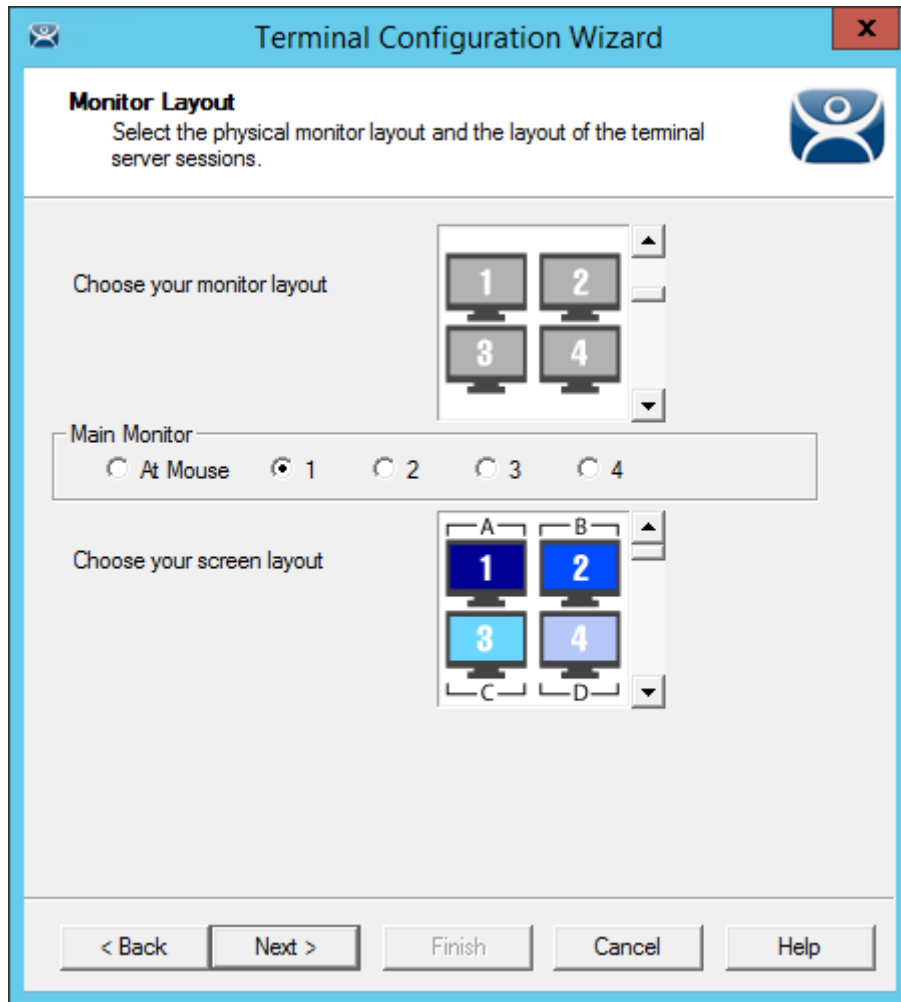 Terminal Configuration Wizard
x
Monitor Layout
Select the physical monitor layout and the layout of the terminal
server sessions.
Choose your monitor layout
1 2
3 4
Main Monitor
At Mouse 1 2 3 4
Choose your screen layout
A B
1 2
3 4
C D
< Back Next > Finish Cancel Help